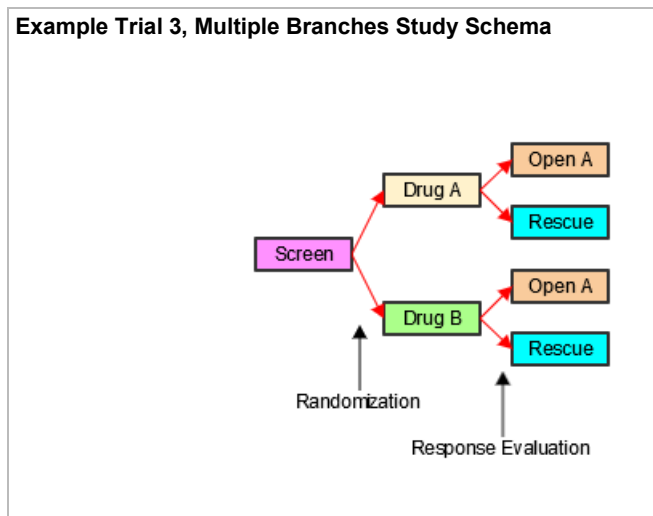 Example Trial 3, Multiple Branches Study Schema
Open A
Drug A
Rescue
Screen
Open A
Drug B
Rescue
Randomization
Response Evaluation